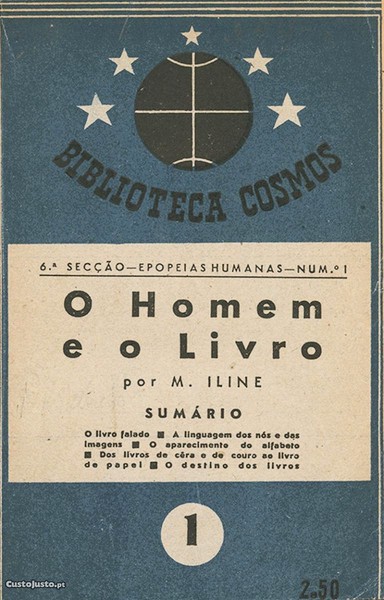 BIBLIOTECA COSMOS
6.ª SECÇÃO—EPOPEIAS HUMANAS—NUM.º 1
O Homem
e o Livro
por M. ILINE
SUMÁRIO
O livro falado ■ A linguagem dos nós e das
imagens ■ O aparecimento do alfabeto
■ Dos livros de cêra e de couro ao livro
de papel ■ O destino dos livros
1
2$50
CustoJusto.pt